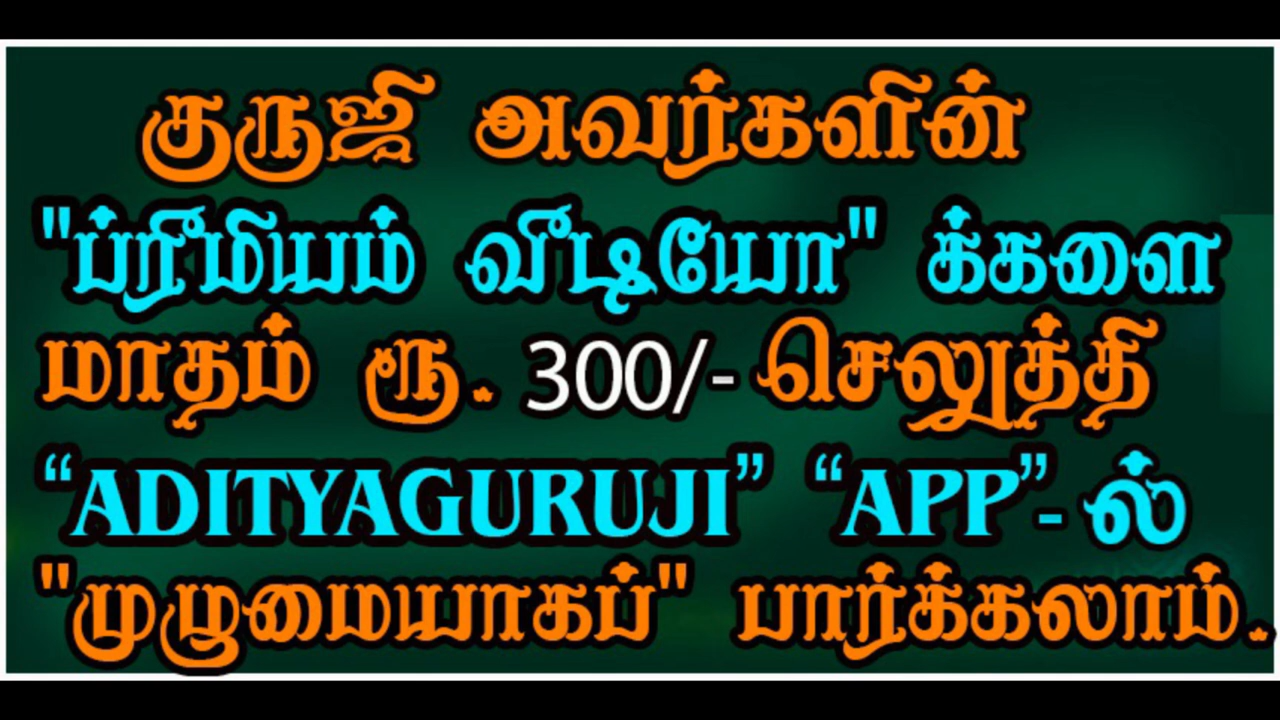 குருஜி அவர்களின்
"ப்ரீமியம் வீடியோ" க்களை
மாதம் ரூ. 300/- செலுத்தி
“ADITYAGURUJI” “APP”-ல்
"முழுமையாகப்" பார்க்கலாம்.